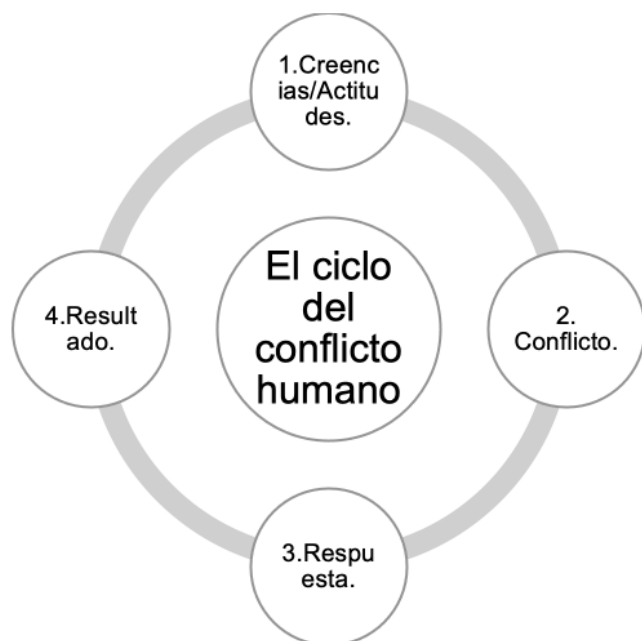 1.Creenc
ias/Actitu
des.
El ciclo
del
conflicto
humano
2.
Conflicto.
3.Respu
esta.
4.Result
ado.